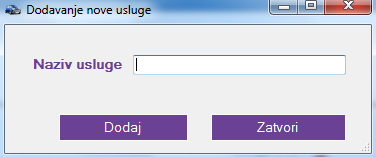 Dodavanje nove usluge
Naziv usluge
Dodaj
Zatvori